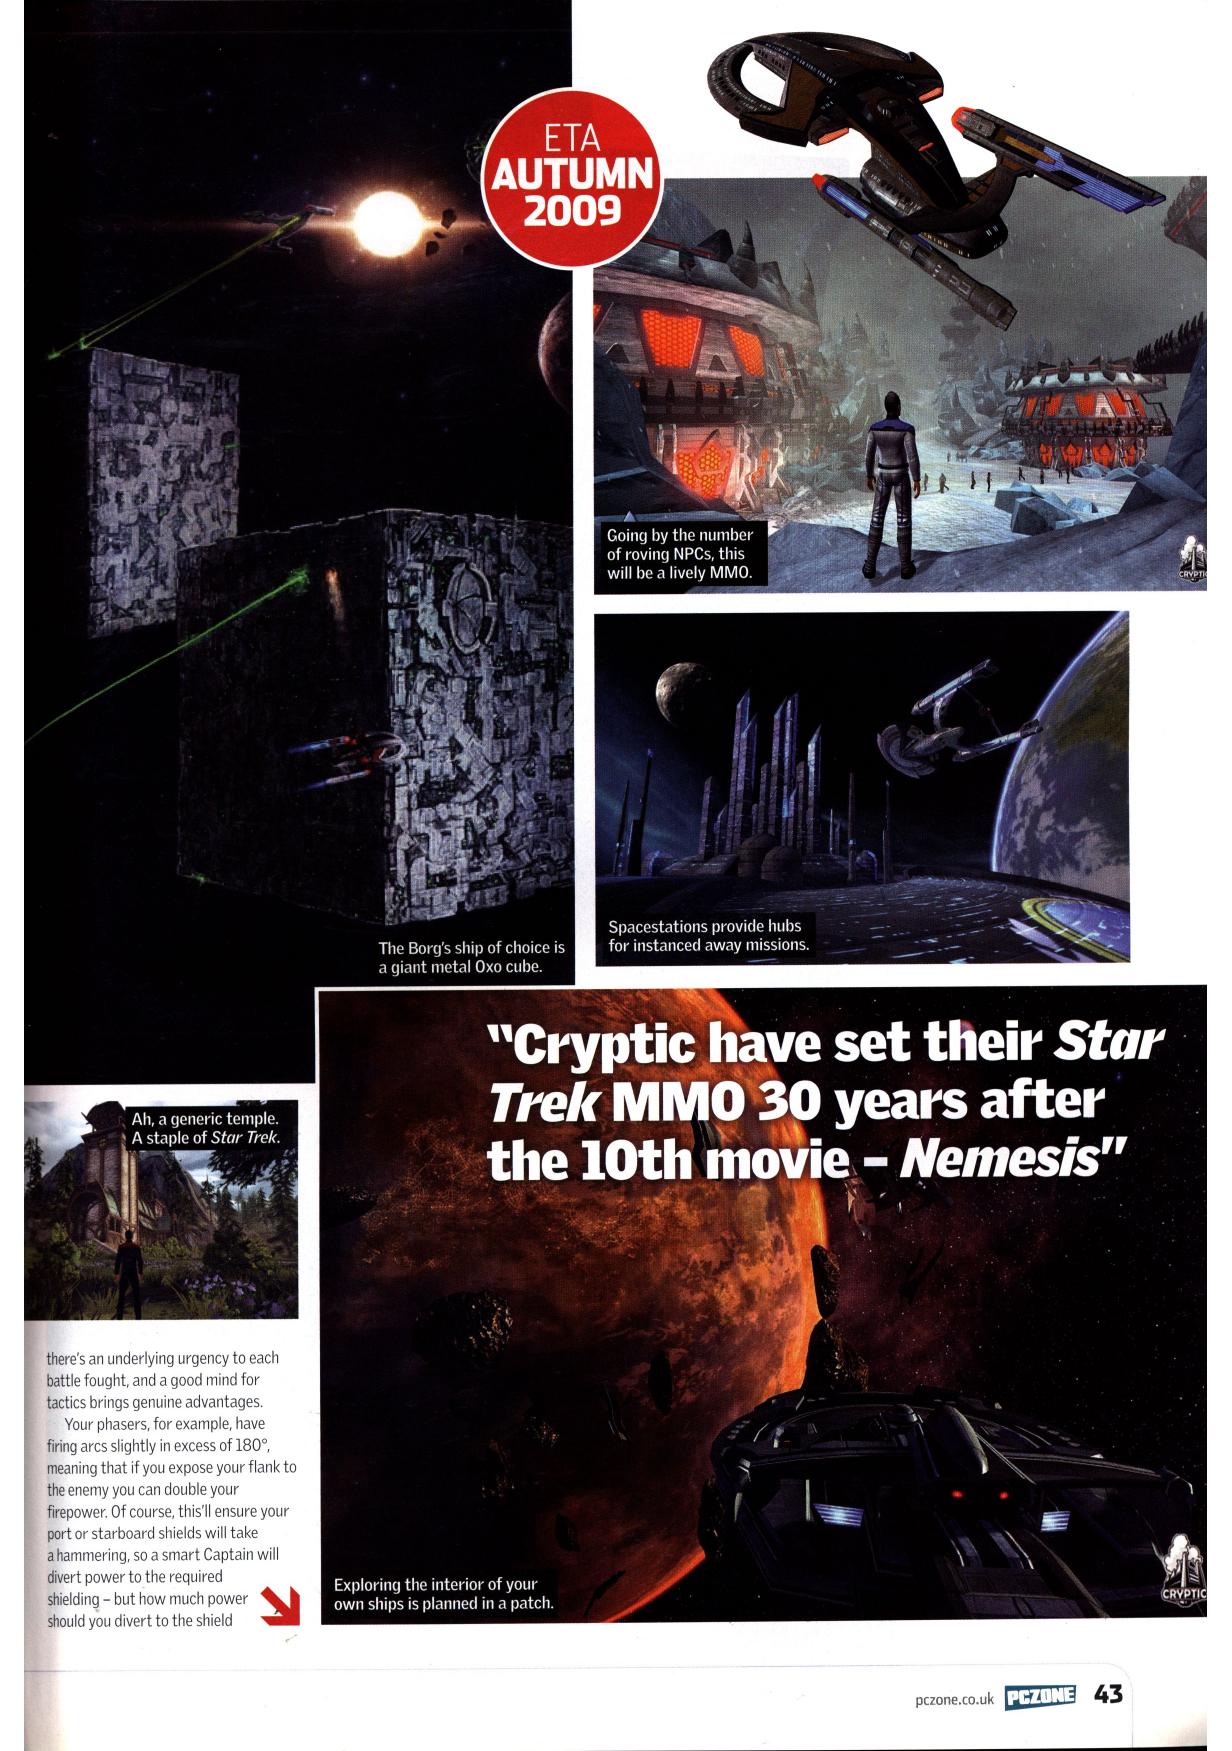 ETA
AUTUMN
2009
Going by the number
of roving NPCs, this
will be a lively MMO.
CRYPTIC
Spacestations provide hubs
for instanced away missions.
The Borg's ship of choice is
a giant metal Oxo cube.
"Cryptic have set their Star
Trek MMO 30 years after
the 10th movie – Nemesis"
Ah, a generic temple.
A staple of Star Trek.
there's an underlying urgency to each
battle fought, and a good mind for
tactics brings genuine advantages.
Your phasers, for example, have
firing arcs slightly in excess of 180°,
meaning that if you expose your flank to
the enemy you can double your
firepower. Of course, this'll ensure your
port or starboard shields will take
a hammering, so a smart Captain will
divert power to the required
shielding – but how much power
should you divert to the shield
Exploring the interior of your
own ships is planned in a patch.
CRYPTIC
pczone.co.uk PCZONE 43